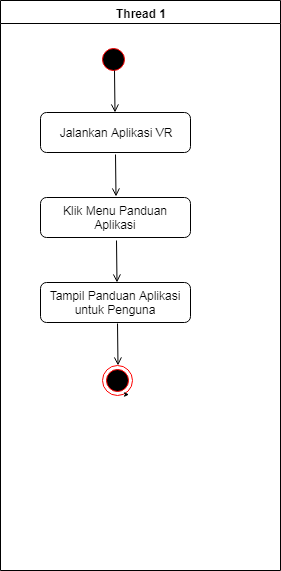 Thread 1
Jalankan Aplikasi VR
Klik Menu Panduan
Aplikasi
Tampil Panduan Aplikasi
untuk Penguna